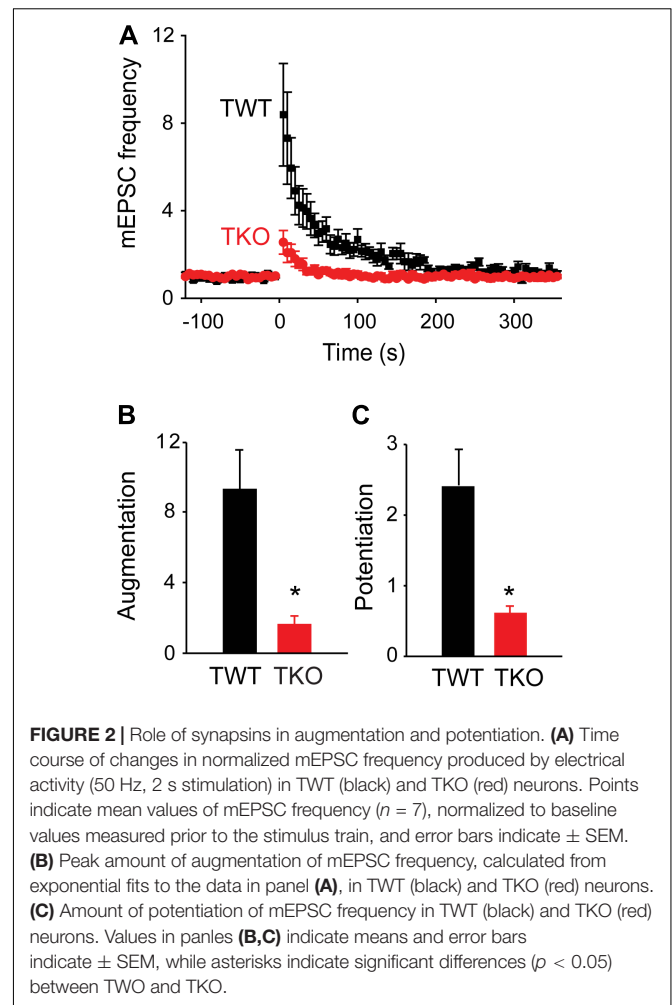 A
12
8
4
0
mEPSC frequency
TWT
TKO
-100 0 100 200 300
Time (s)
B
12
8
4
0
Augmentation
*
TWT TKO
C
3
2
1
0
Potentiation
*
TWT TKO
FIGURE 2 | Role of synapsins in augmentation and potentiation. (A) Time
course of changes in normalized mEPSC frequency produced by electrical
activity (50 Hz, 2 s stimulation) in TWT (black) and TKO (red) neurons. Points
indicate mean values of mEPSC frequency (n = 7), normalized to baseline
values measured prior to the stimulus train, and error bars indicate ± SEM.
(B) Peak amount of augmentation of mEPSC frequency, calculated from
exponential fits to the data in panel (A), in TWT (black) and TKO (red) neurons.
(C) Amount of potentiation of mEPSC frequency in TWT (black) and TKO (red)
neurons. Values in panles (B,C) indicate means and error bars
indicate ± SEM, while asterisks indicate significant differences (p < 0.05)
between TWO and TKO.